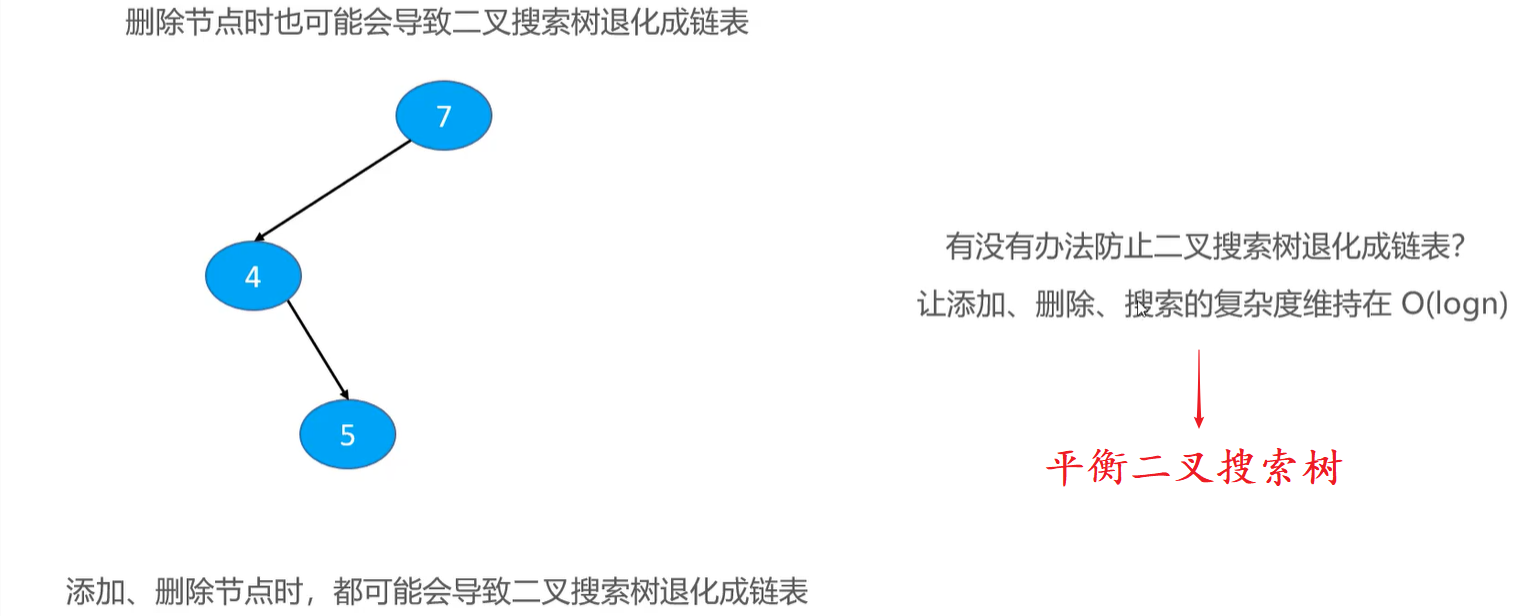 删除节点时也可能会导致二叉搜索树退化成链表
7
4
5
有没有办法防止二叉搜索树退化成链表?
让添加、删除、搜索的复杂度维持在 O(logn)
平衡二叉搜索树
添加、删除节点时，都可能会导致二叉搜索树退化成链表